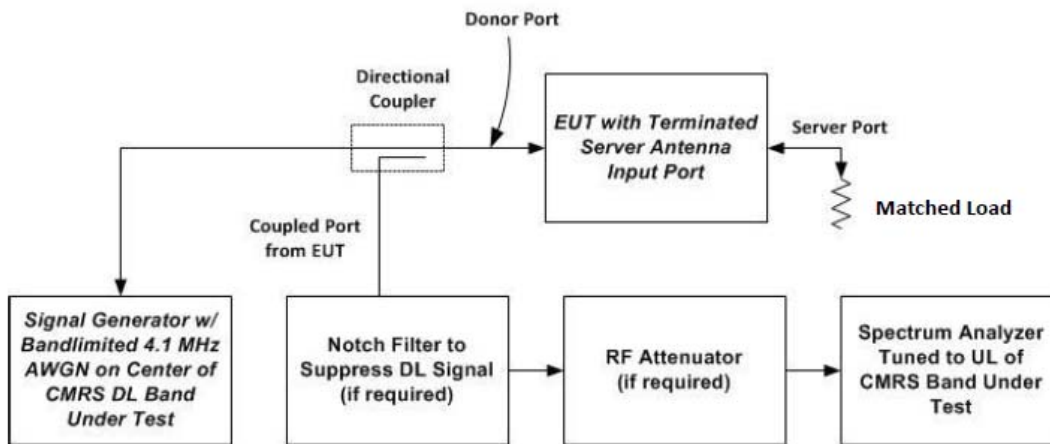 Donor Port
Directional
Coupler
EUT with Terminated
Server Antenna
Input Port
Server Port
Matched Load
Coupled Port
from EUT
Signal Generator w/
Bandlimited 4.1 MHz
AWGN on Center of
CMRS DL Band
Under Test
Notch Filter to
Suppress DL Signal
(if required)
RF Attenuator
(if required)
Spectrum Analyzer
Tuned to UL of
CMRS Band Under
Test